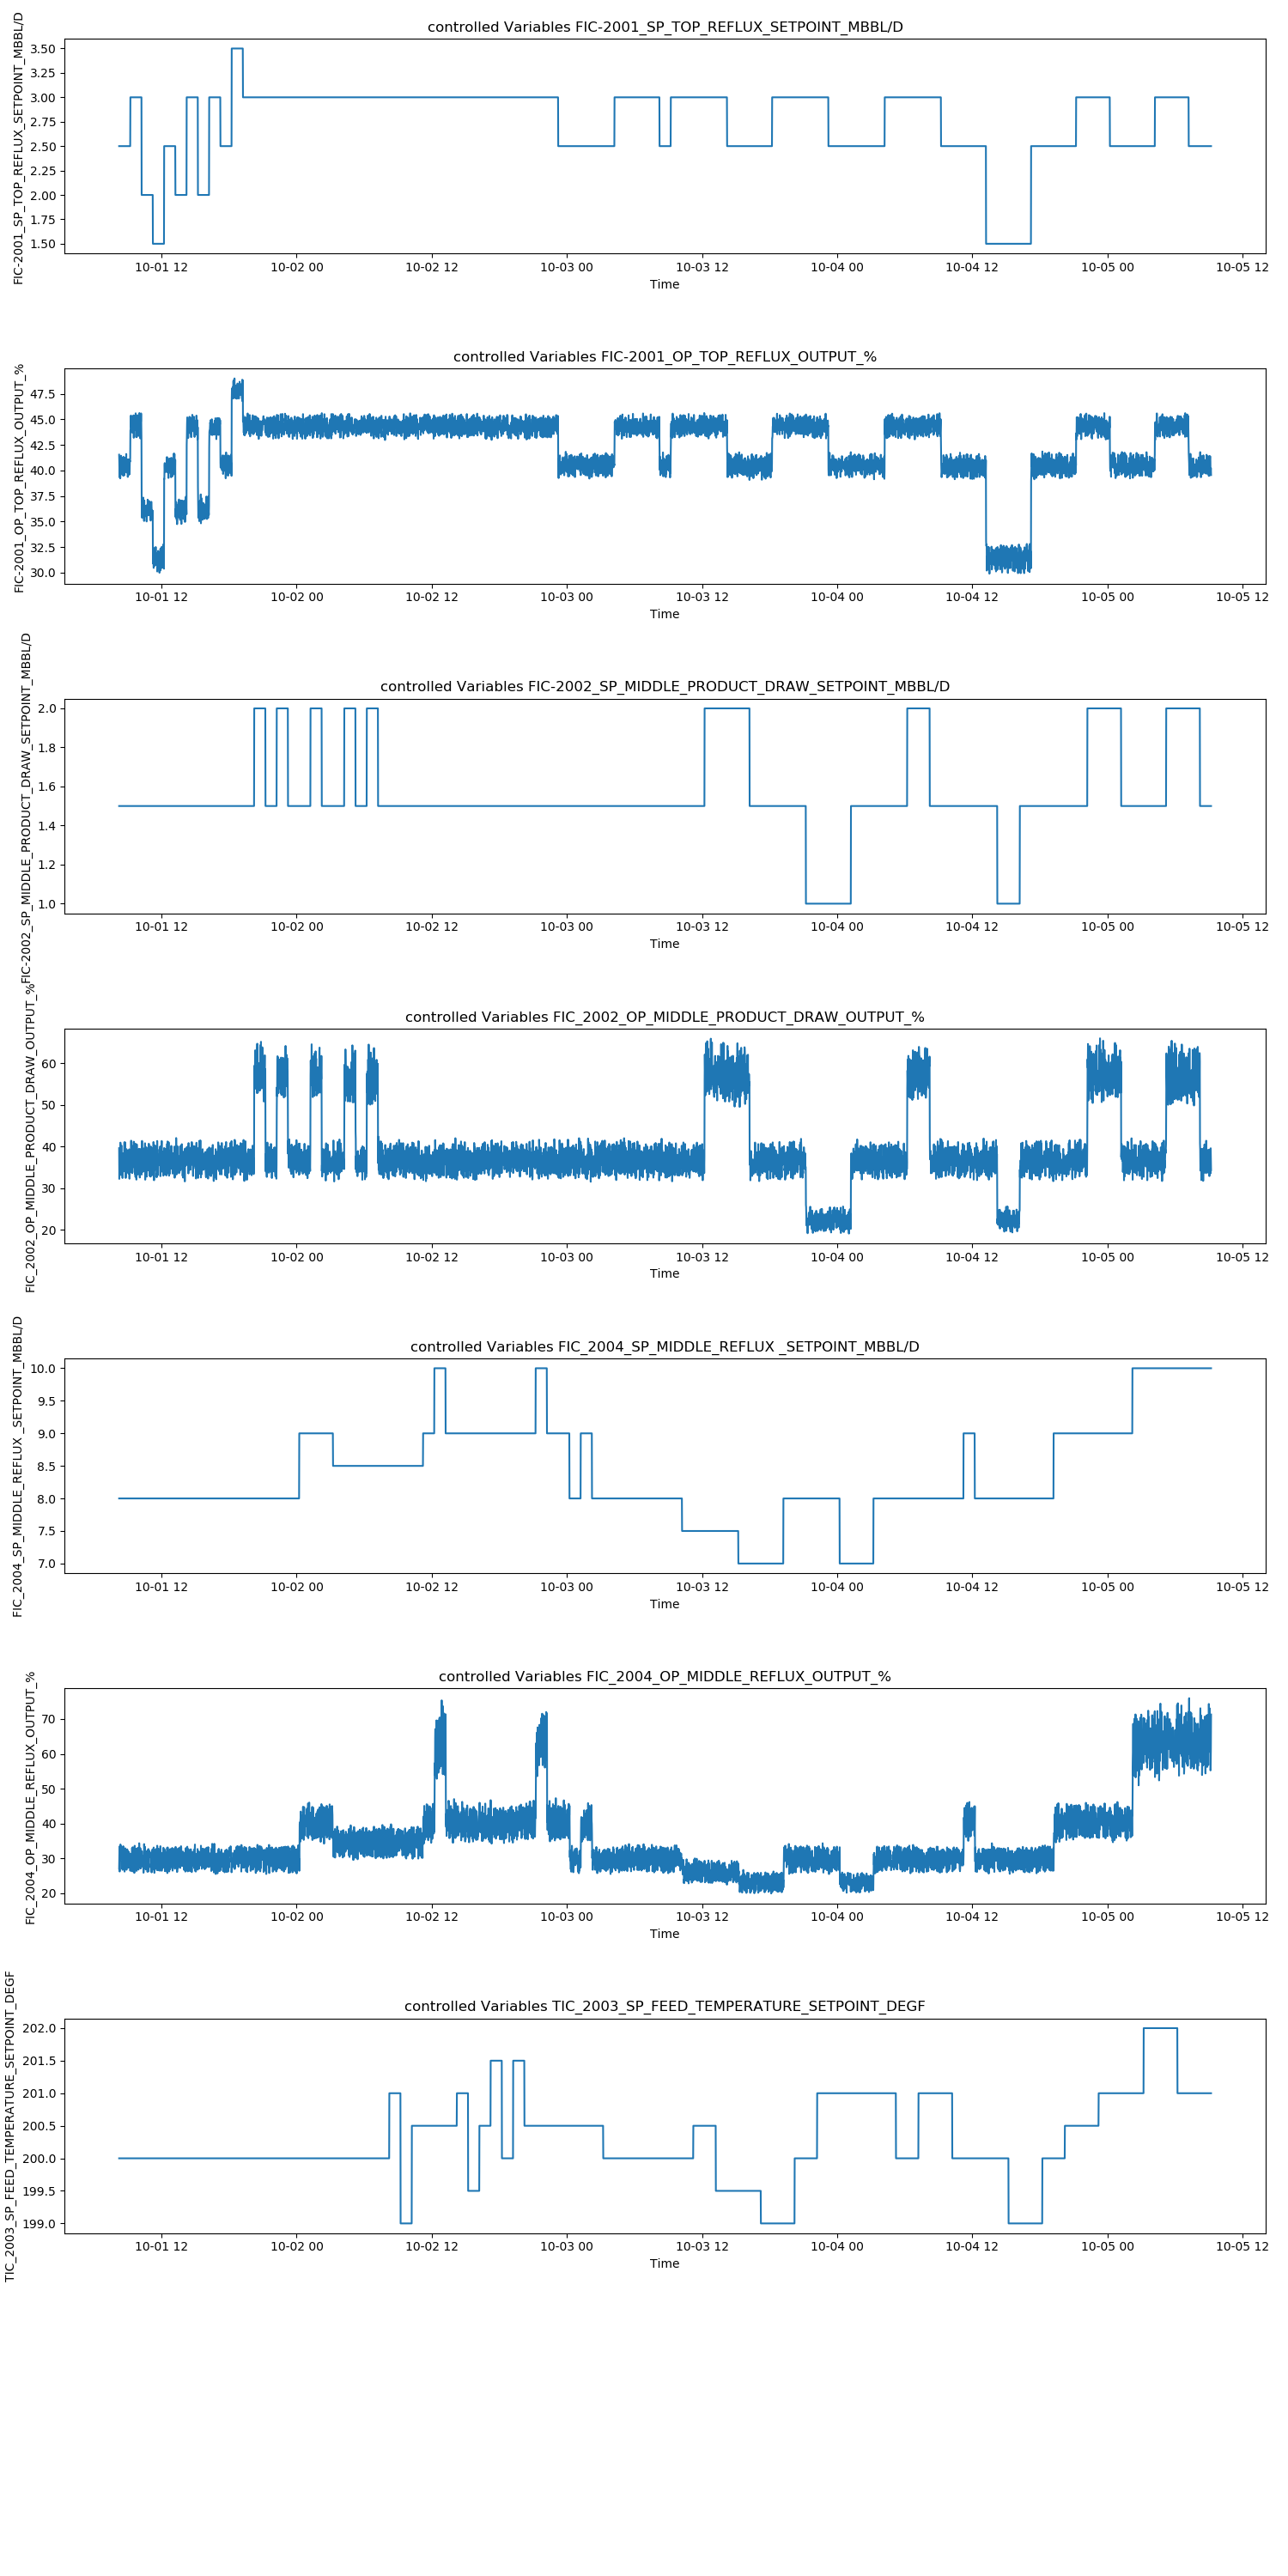 controlled Variables FIC-2001_SP_TOP_REFLUX_SETPOINT_MBBL/D
FIC-2001_SP_TOP_REFLUX_SETPOINT_MBBL/D
3.50
3.25
3.00
2.75
2.50
2.25
2.00
1.75
1.50
10-01 12 10-02 00 10-02 12 10-03 00 10-03 12 10-04 00 10-04 12 10-05 00 10-05 12
Time
controlled Variables FIC-2001_OP_TOP_REFLUX_OUTPUT_%
FIC-2001_OP_TOP_REFLUX_OUTPUT_%
47.5
45.0
42.5
40.0
37.5
35.0
32.5
30.0
10-01 12 10-02 00 10-02 12 10-03 00 10-03 12 10-04 00 10-04 12 10-05 00 10-05 12
Time
controlled Variables FIC-2002_SP_MIDDLE_PRODUCT_DRAW_SETPOINT_MBBL/D
FIC-2002_SP_MIDDLE_PRODUCT_DRAW_SETPOINT_MBBL/D
2.0
1.8
1.6
1.4
1.2
1.0
10-01 12 10-02 00 10-02 12 10-03 00 10-03 12 10-04 00 10-04 12 10-05 00 10-05 12
Time
controlled Variables FIC_2002_OP_MIDDLE_PRODUCT_DRAW_OUTPUT_%
FIC_2002_OP_MIDDLE_PRODUCT_DRAW_OUTPUT_%
60
50
40
30
20
10-01 12 10-02 00 10-02 12 10-03 00 10-03 12 10-04 00 10-04 12 10-05 00 10-05 12
Time
controlled Variables FIC_2004_SP_MIDDLE_REFLUX _SETPOINT_MBBL/D
FIC_2004_SP_MIDDLE_REFLUX _SETPOINT_MBBL/D
10.0
9.5
9.0
8.5
8.0
7.5
7.0
10-01 12 10-02 00 10-02 12 10-03 00 10-03 12 10-04 00 10-04 12 10-05 00 10-05 12
Time
controlled Variables FIC_2004_OP_MIDDLE_REFLUX_OUTPUT_%
FIC_2004_OP_MIDDLE_REFLUX_OUTPUT_%
70
60
50
40
30
20
10-01 12 10-02 00 10-02 12 10-03 00 10-03 12 10-04 00 10-04 12 10-05 00 10-05 12
Time
controlled Variables TIC_2003_SP_FEED_TEMPERATURE_SETPOINT_DEGF
TIC_2003_SP_FEED_TEMPERATURE_SETPOINT_DEGF
202.0
201.5
201.0
200.5
200.0
199.5
199.0
10-01 12 10-02 00 10-02 12 10-03 00 10-03 12 10-04 00 10-04 12 10-05 00 10-05 12
Time